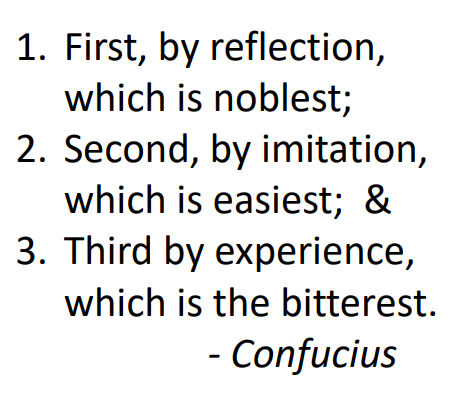 1. First, by reflection,
which is noblest;
2. Second, by imitation,
which is easiest; &
3. Third by experience,
which is the bitterest.
- Confucius